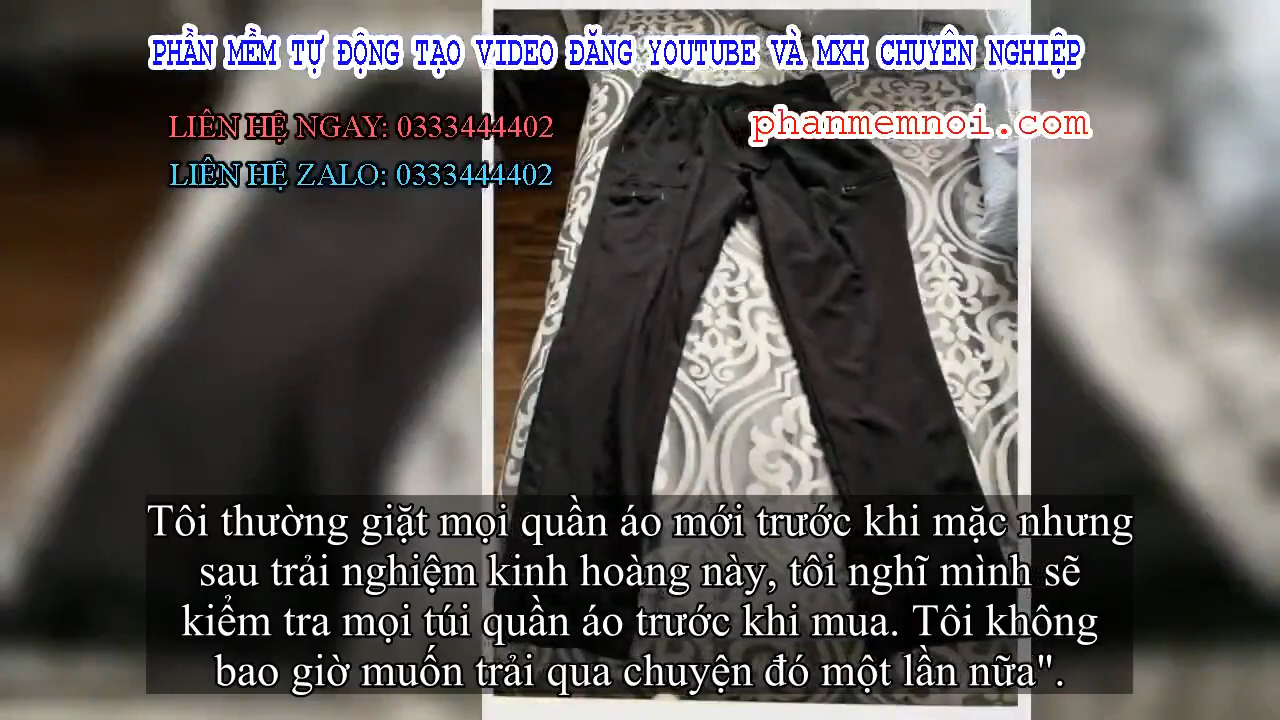 PHẦN MỀM TỰ ĐỘNG TẠO VIDEO ĐĂNG YOUTUBE VÀ MXH CHUYÊN NGHIỆP
LIÊN HỆ NGAY: 0333444402
phanmemnoi.com
LIÊN HỆ ZALO: 0333444402
Tôi thường giặt mọi quần áo mới trước khi mặc nhưng
sau trải nghiệm kinh hoàng này, tôi nghĩ mình sẽ
kiểm tra mọi túi quần áo trước khi mua. Tôi không
bao giờ muốn trải qua chuyện đó một lần nữa".